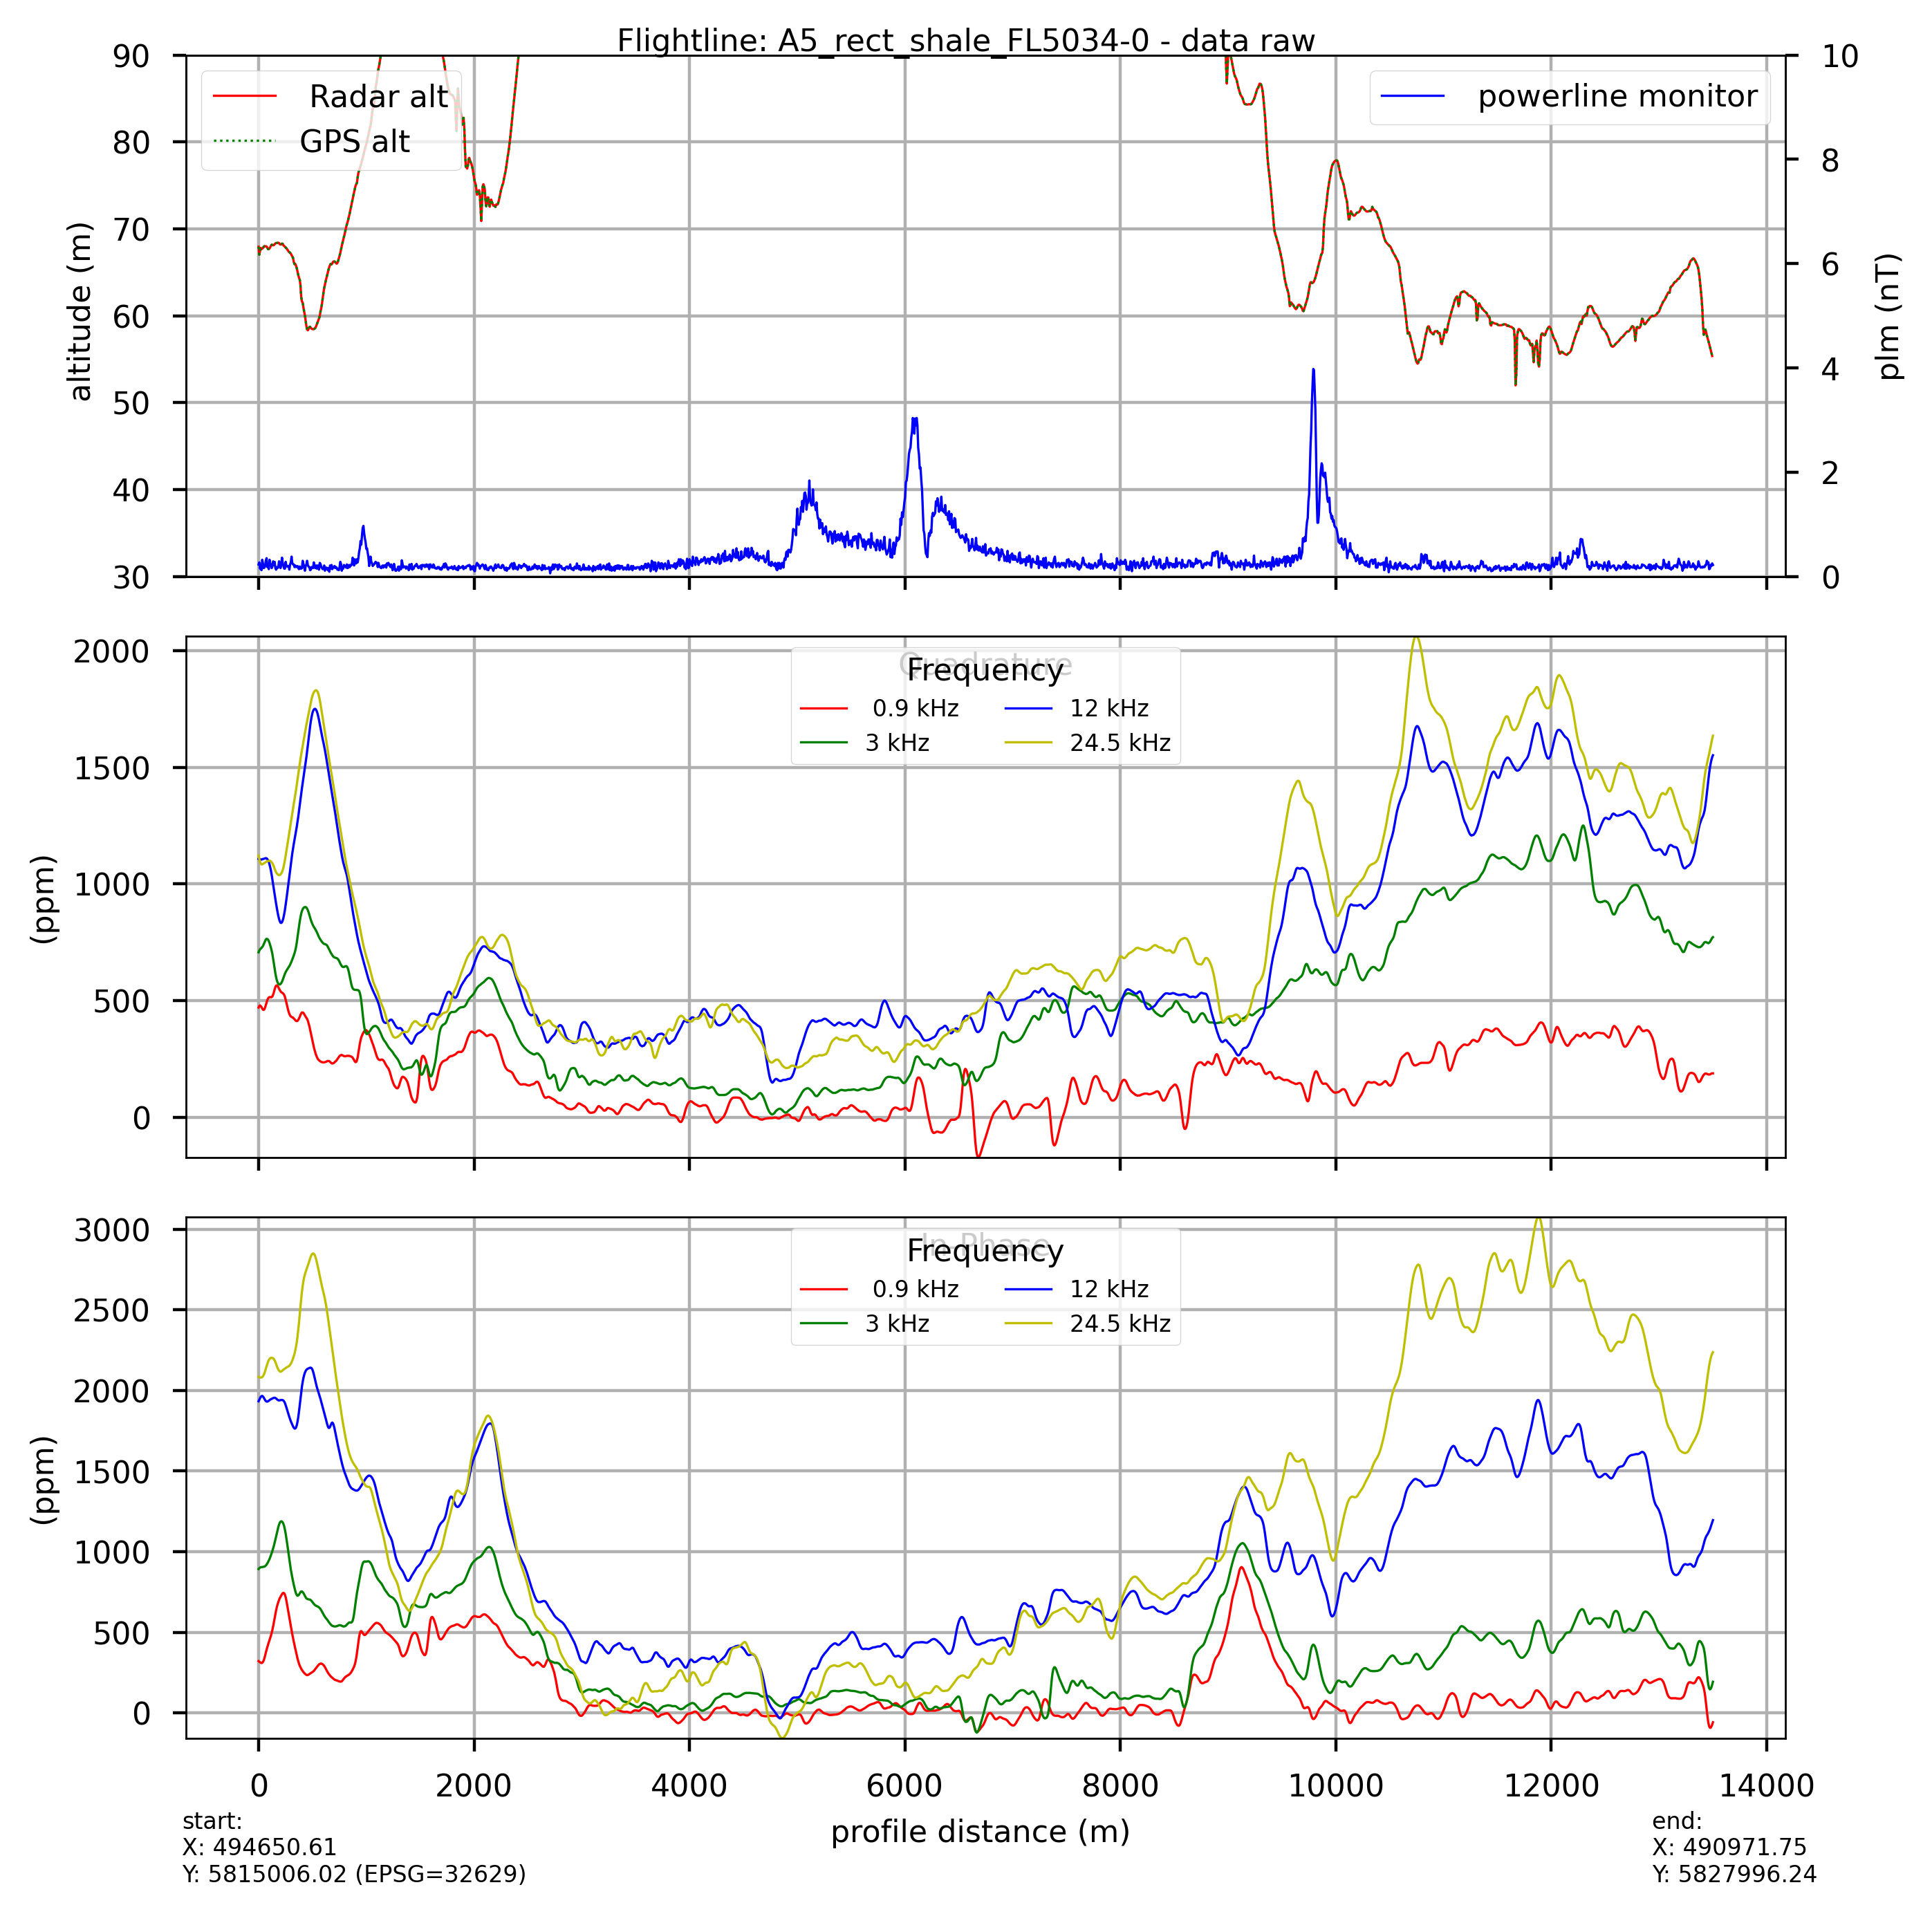 Flightline: A5_rect_shale_FL5034-0 - data raw
90
80
70
60
50
40
30
altitude (m)
Radar alt
GPS alt
powerline monitor
10
8
6
4
2
0
plm (nT)
2000
1500
1000
500
0
(ppm)
Quadrature
Frequency
0.9 kHz
3 kHz
12 kHz
24.5 kHz
3000
2500
2000
1500
1000
500
0
(ppm)
In-Phase
Frequency
0.9 kHz
3 kHz
12 kHz
24.5 kHz
0 2000 4000 6000 8000 10000 12000 14000
profile distance (m)
start:
X: 494650.61
Y: 5815006.02 (EPSG=32629)
end:
X: 490971.75
Y: 5827996.24